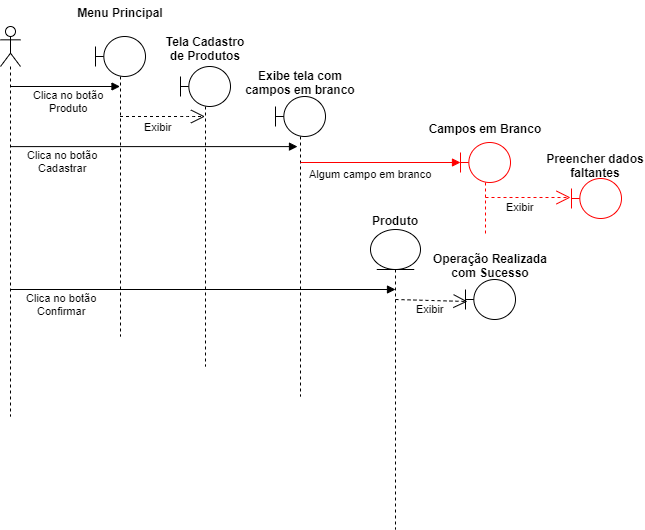 Menu Principal
Tela Cadastro
de Produtos
Exibe tela com
campos em branco
Clica no botão
Produto
Exibir
Campos em Branco
Clica no botão
Cadastrar
Algum campo em branco
Preencher dados
faltantes
Exibir
Produto
Operação Realizada
com Sucesso
Clica no botão
Confirmar
Exibir